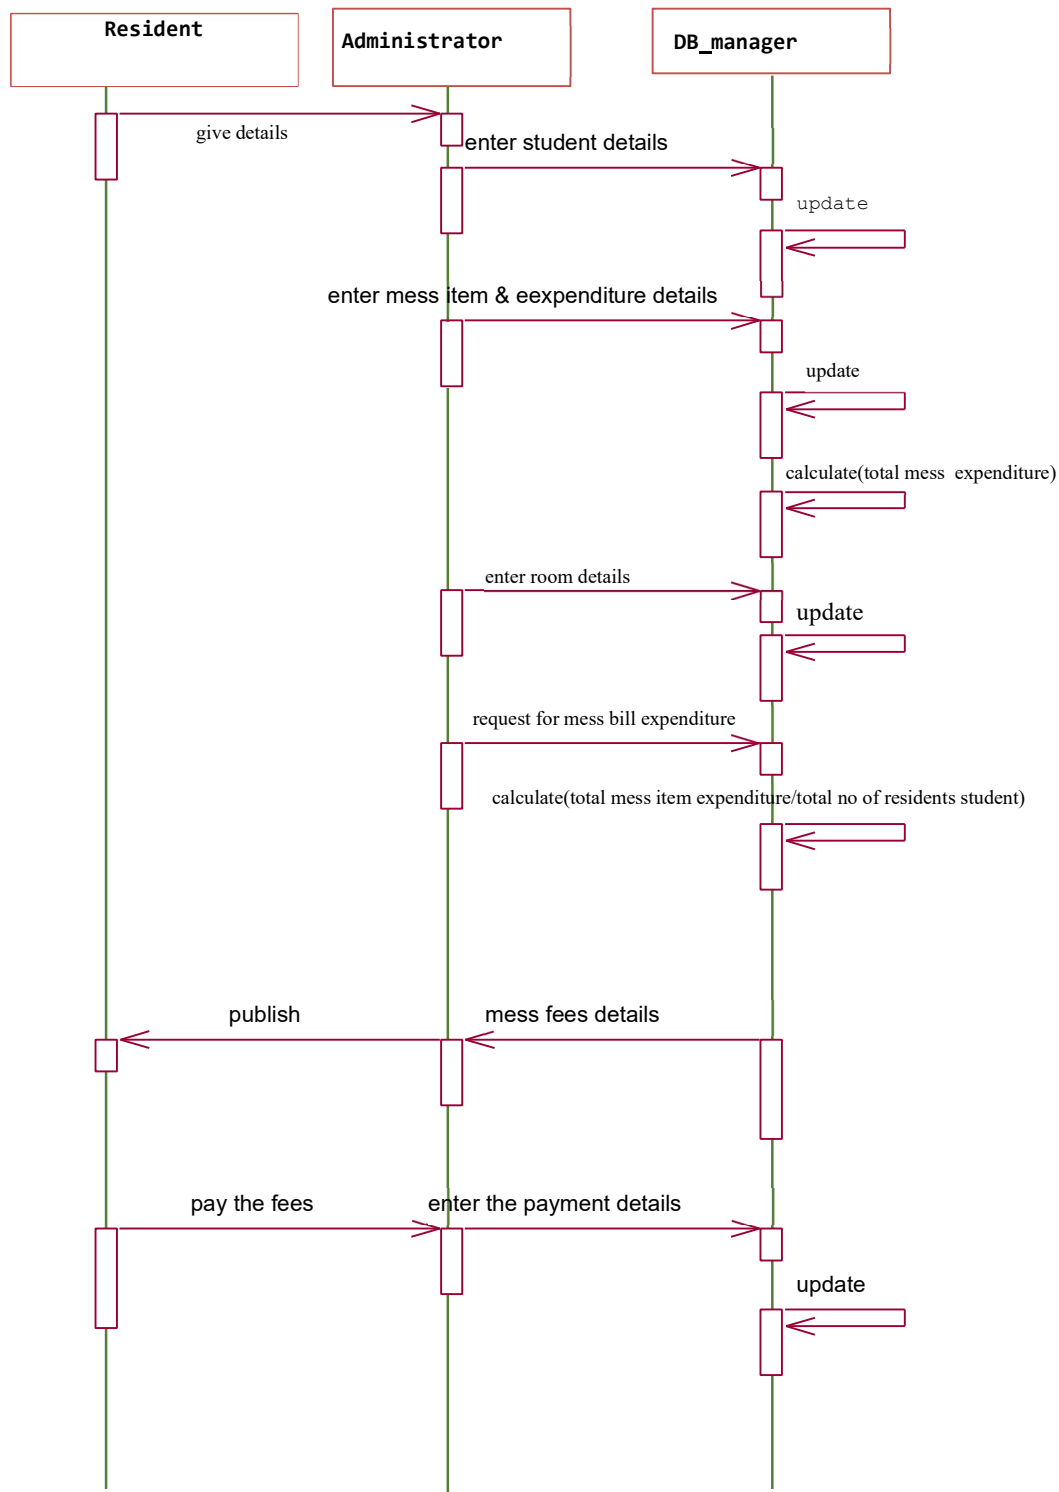 Resident
Administrator
DB_manager
give details
enter student details
update
enter mess item & eexpenditure details
update
calculate(total mess expenditure)
enter room details
update
request for mess bill expenditure
calculate(total mess item expenditure/total no of residents student)
publish
mess fees details
pay the fees
enter the payment details
update